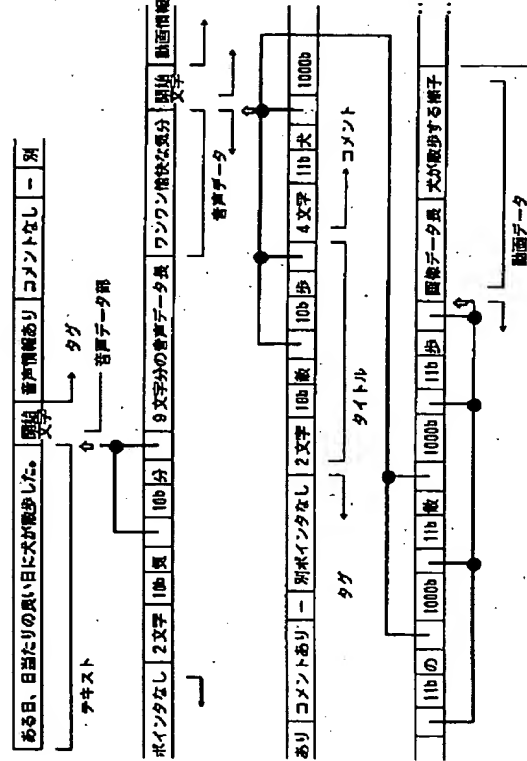 ある日、日当たりの良い日に犬が散歩した。 開始文字 音声情報あり コメントなし ー 別
テキスト タグ
音声データ部
ポインタなし 2文字 10b 気 10b 分 9文字分の音声データ長 ワンワン愉快な気分 開始文字 動画情報
音声データ
あり コメントあり ー 別ポインタなし 2文字 10b 散 10b 歩 4文字 11b 犬 1000b
タグ タイトル コメント
11b の 1000b 11b 散 1000b 11b 歩 画像データ長 犬が散歩する様子 ‥
動画データ